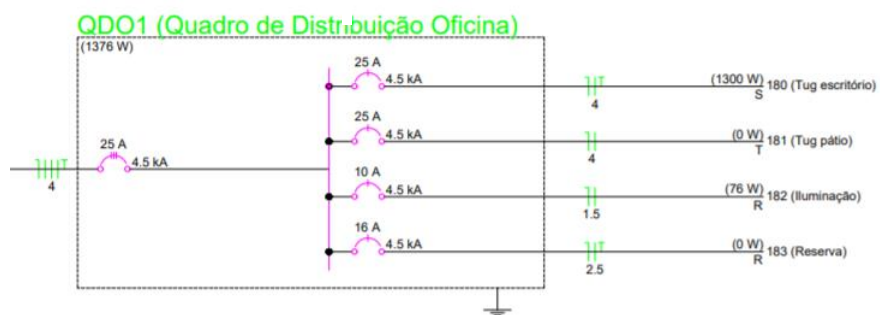 QDO1 (Quadro de Distribuição Oficina)
(1376 W)
25 A
4.5 kA
4
(1300 W)
S
180 (Tug escritório)
25 A
4.5 kA
4
(0 W)
T
181 (Tug pátio)
25 A
4.5 kA
4
10 A
4.5 kA
1.5
(76 W)
R
182 (Iluminação)
16 A
4.5 kA
2.5
(0 W)
R
183 (Reserva)